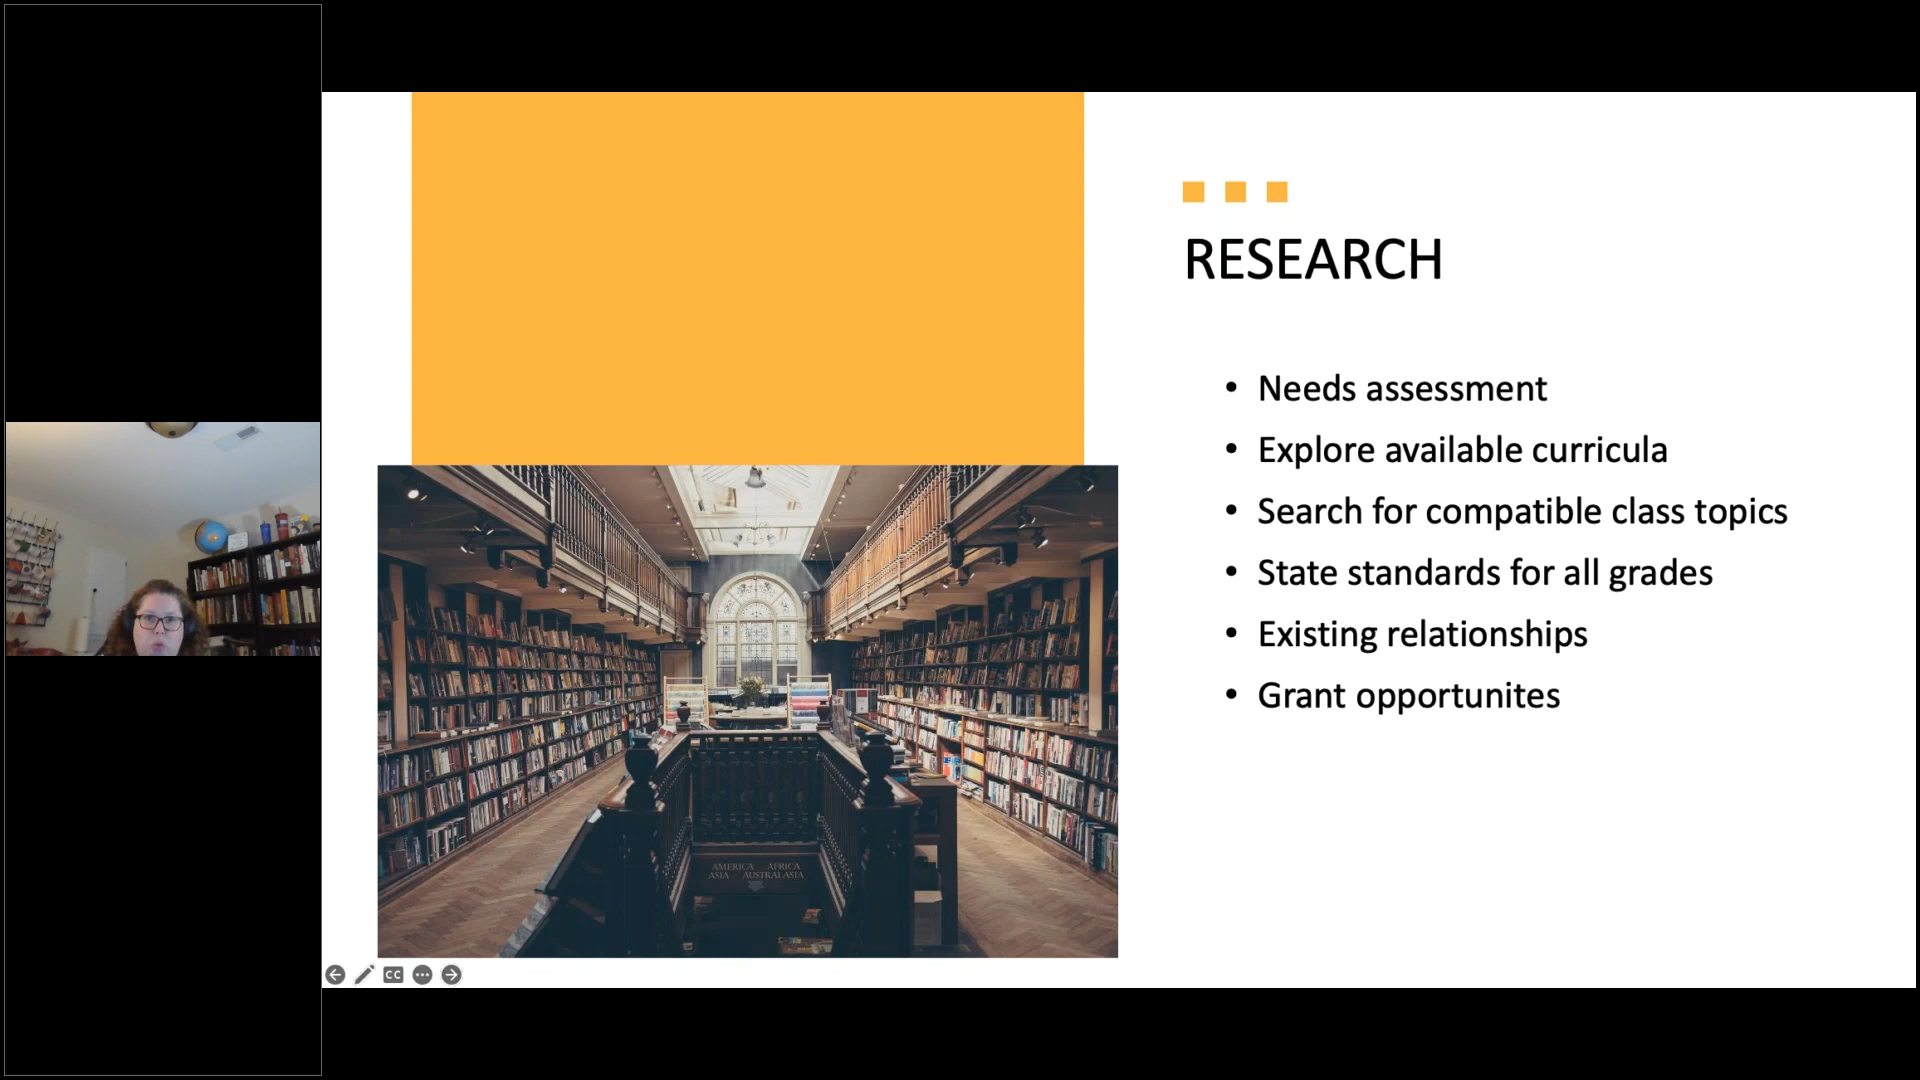 RESEARCH
• Needs assessment
• Explore available curricula
• Search for compatible class topics
• State standards for all grades
• Existing relationships
• Grant opportunites
AMERICA AFRICA
ASIA AUSTRALASIA
CC